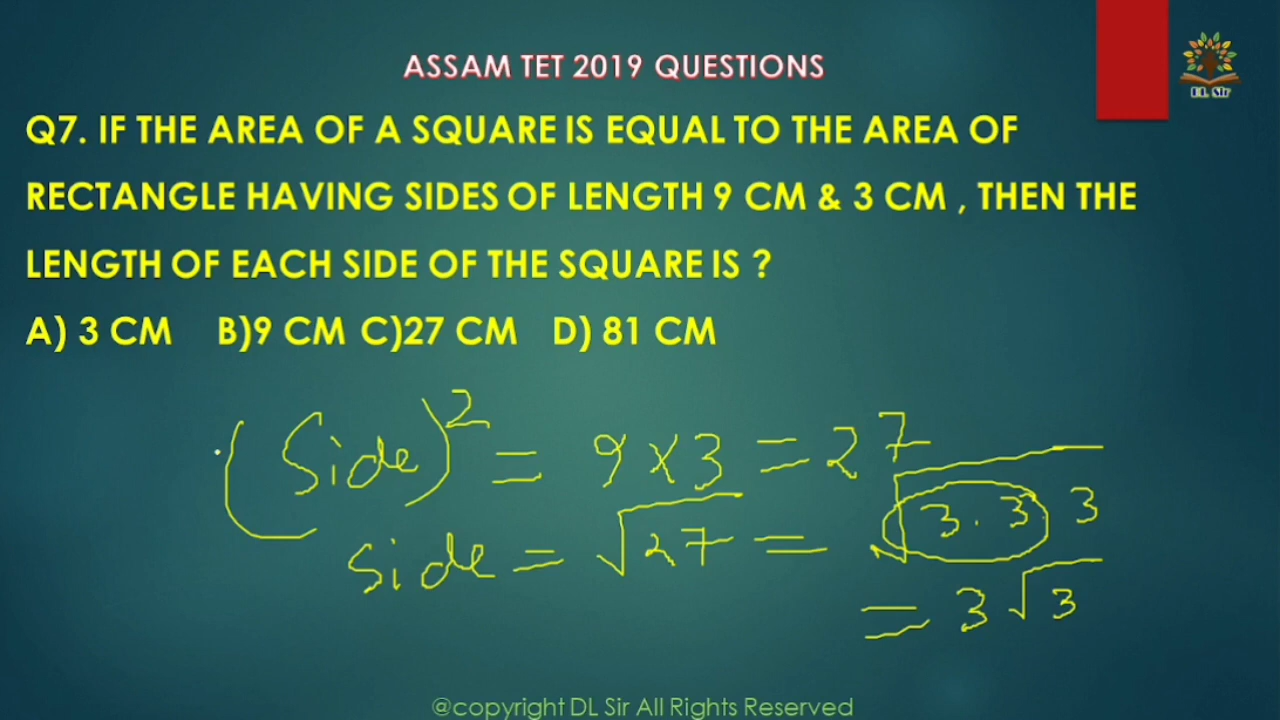 ASSAM TET 2019 QUESTIONS
DL Sir
Q7. IF THE AREA OF A SQUARE IS EQUAL TO THE AREA OF
RECTANGLE HAVING SIDES OF LENGTH 9 CM & 3 CM , THEN THE
LENGTH OF EACH SIDE OF THE SQUARE IS ?
A) 3 CM B)9 CM C)27 CM D) 81 CM
(Side)² = 9 × 3 = 27
side = √27 = √3.3.3
= 3√3
@copyright DL Sir All Rights Reserved